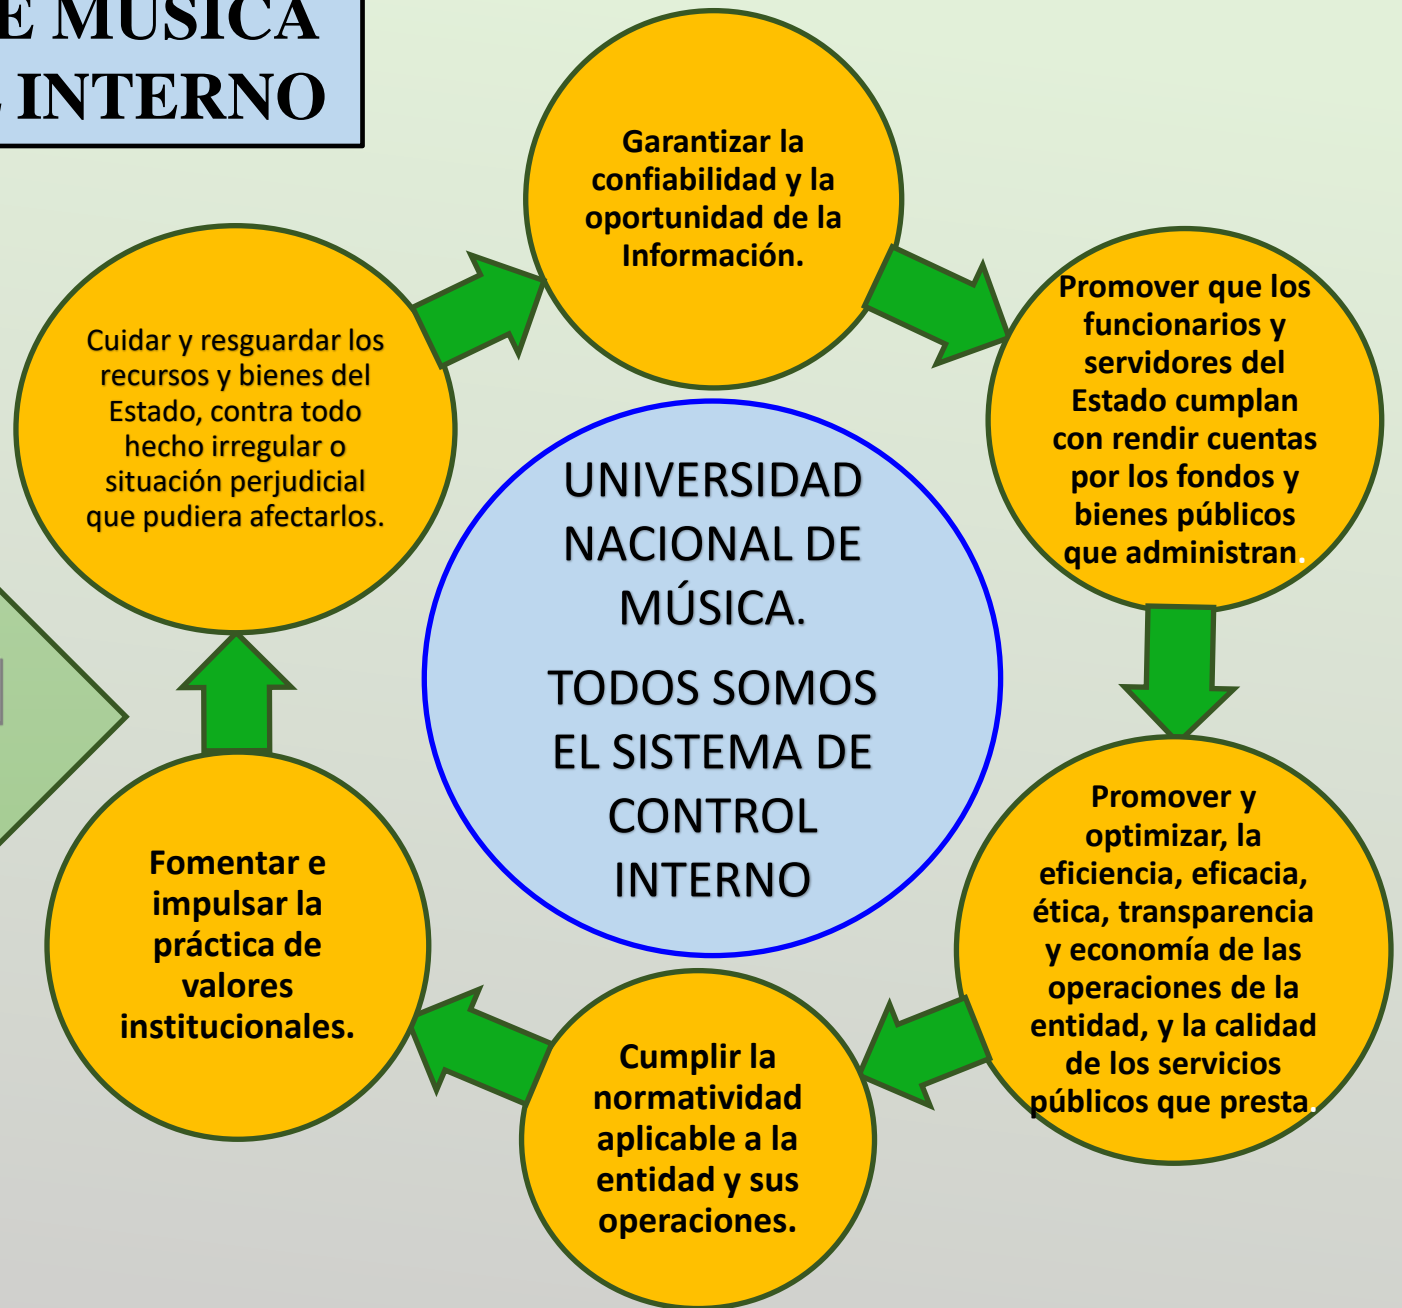 E MÚSICA
INTERNO
Garantizar la
confiabilidad y la
oportunidad de la
Información.
Promover que los
funcionarios y
servidores del
Estado cumplan
con rendir cuentas
por los fondos y
bienes públicos
que administran.
Promover y
optimizar, la
eficiencia, eficacia,
ética, transparencia
y economía de las
operaciones de la
entidad, y la calidad
de los servicios
públicos que presta.
Cumplir la
normatividad
aplicable a la
entidad y sus
operaciones.
Fomentar e
impulsar la
práctica de
valores
institucionales.
Cuidar y resguardar los
recursos y bienes del
Estado, contra todo
hecho irregular o
situación perjudicial
que pudiera afectarlos.
UNIVERSIDAD
NACIONAL DE
MÚSICA.
TODOS SOMOS
EL SISTEMA DE
CONTROL
INTERNO